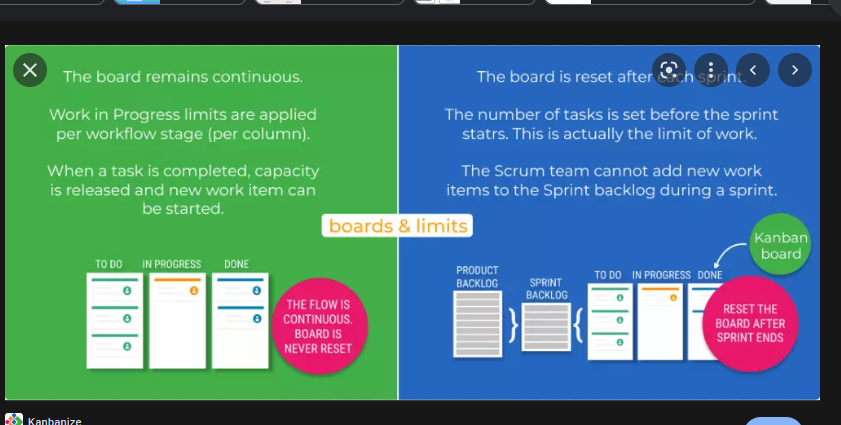 The board remains continuous.
Work in Progress limits are applied
per workflow stage (per column).
When a task is completed, capacity
is released and new work item can
be started.
The board is reset after each sprint.
The number of tasks is set before the sprint
statrs. This is actually the limit of work.
The Scrum team cannot add new work
items to the Sprint backlog during a sprint.
boards & limits
TO DO
IN PROGRESS
DONE
THE FLOW IS
CONTINUOUS.
BOARD IS
NEVER RESET
Kanban
board
PRODUCT
BACKLOG
SPRINT
BACKLOG
TO DO
IN PROGRESS
DONE
RESET THE
BOARD AFTER
SPRINT ENDS
Kanbanize